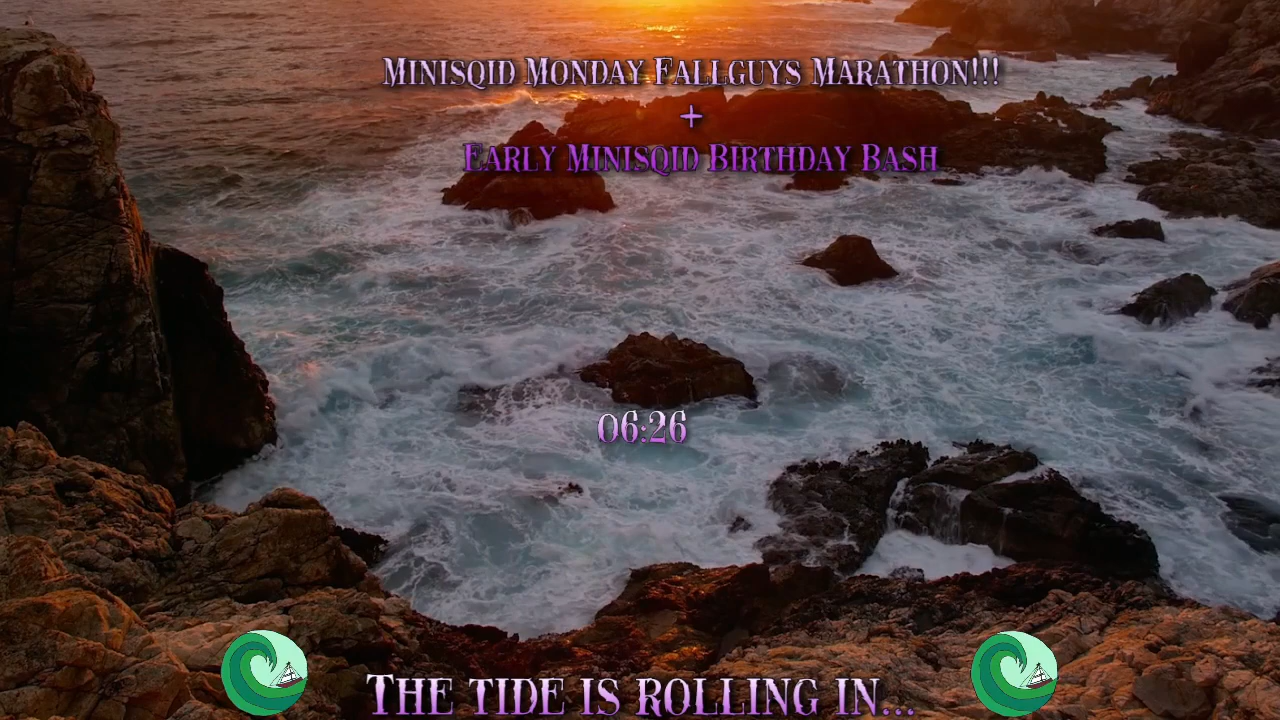 Minisqid Monday Fallguys Marathon!!!
+
Early Minisqid Birthday Bash
06:26
The tide is rolling in...